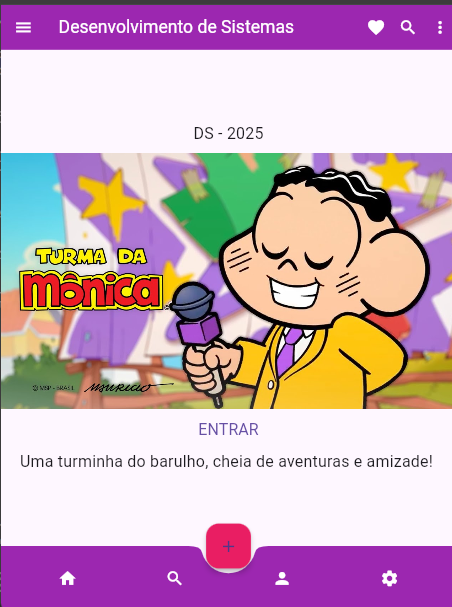 Desenvolvimento de Sistemas
DS - 2025
TURMA DA
MÔNICA
© MSP - BRASIL
MAURICIO
ENTRAR
Uma turminha do barulho, cheia de aventuras e amizade!